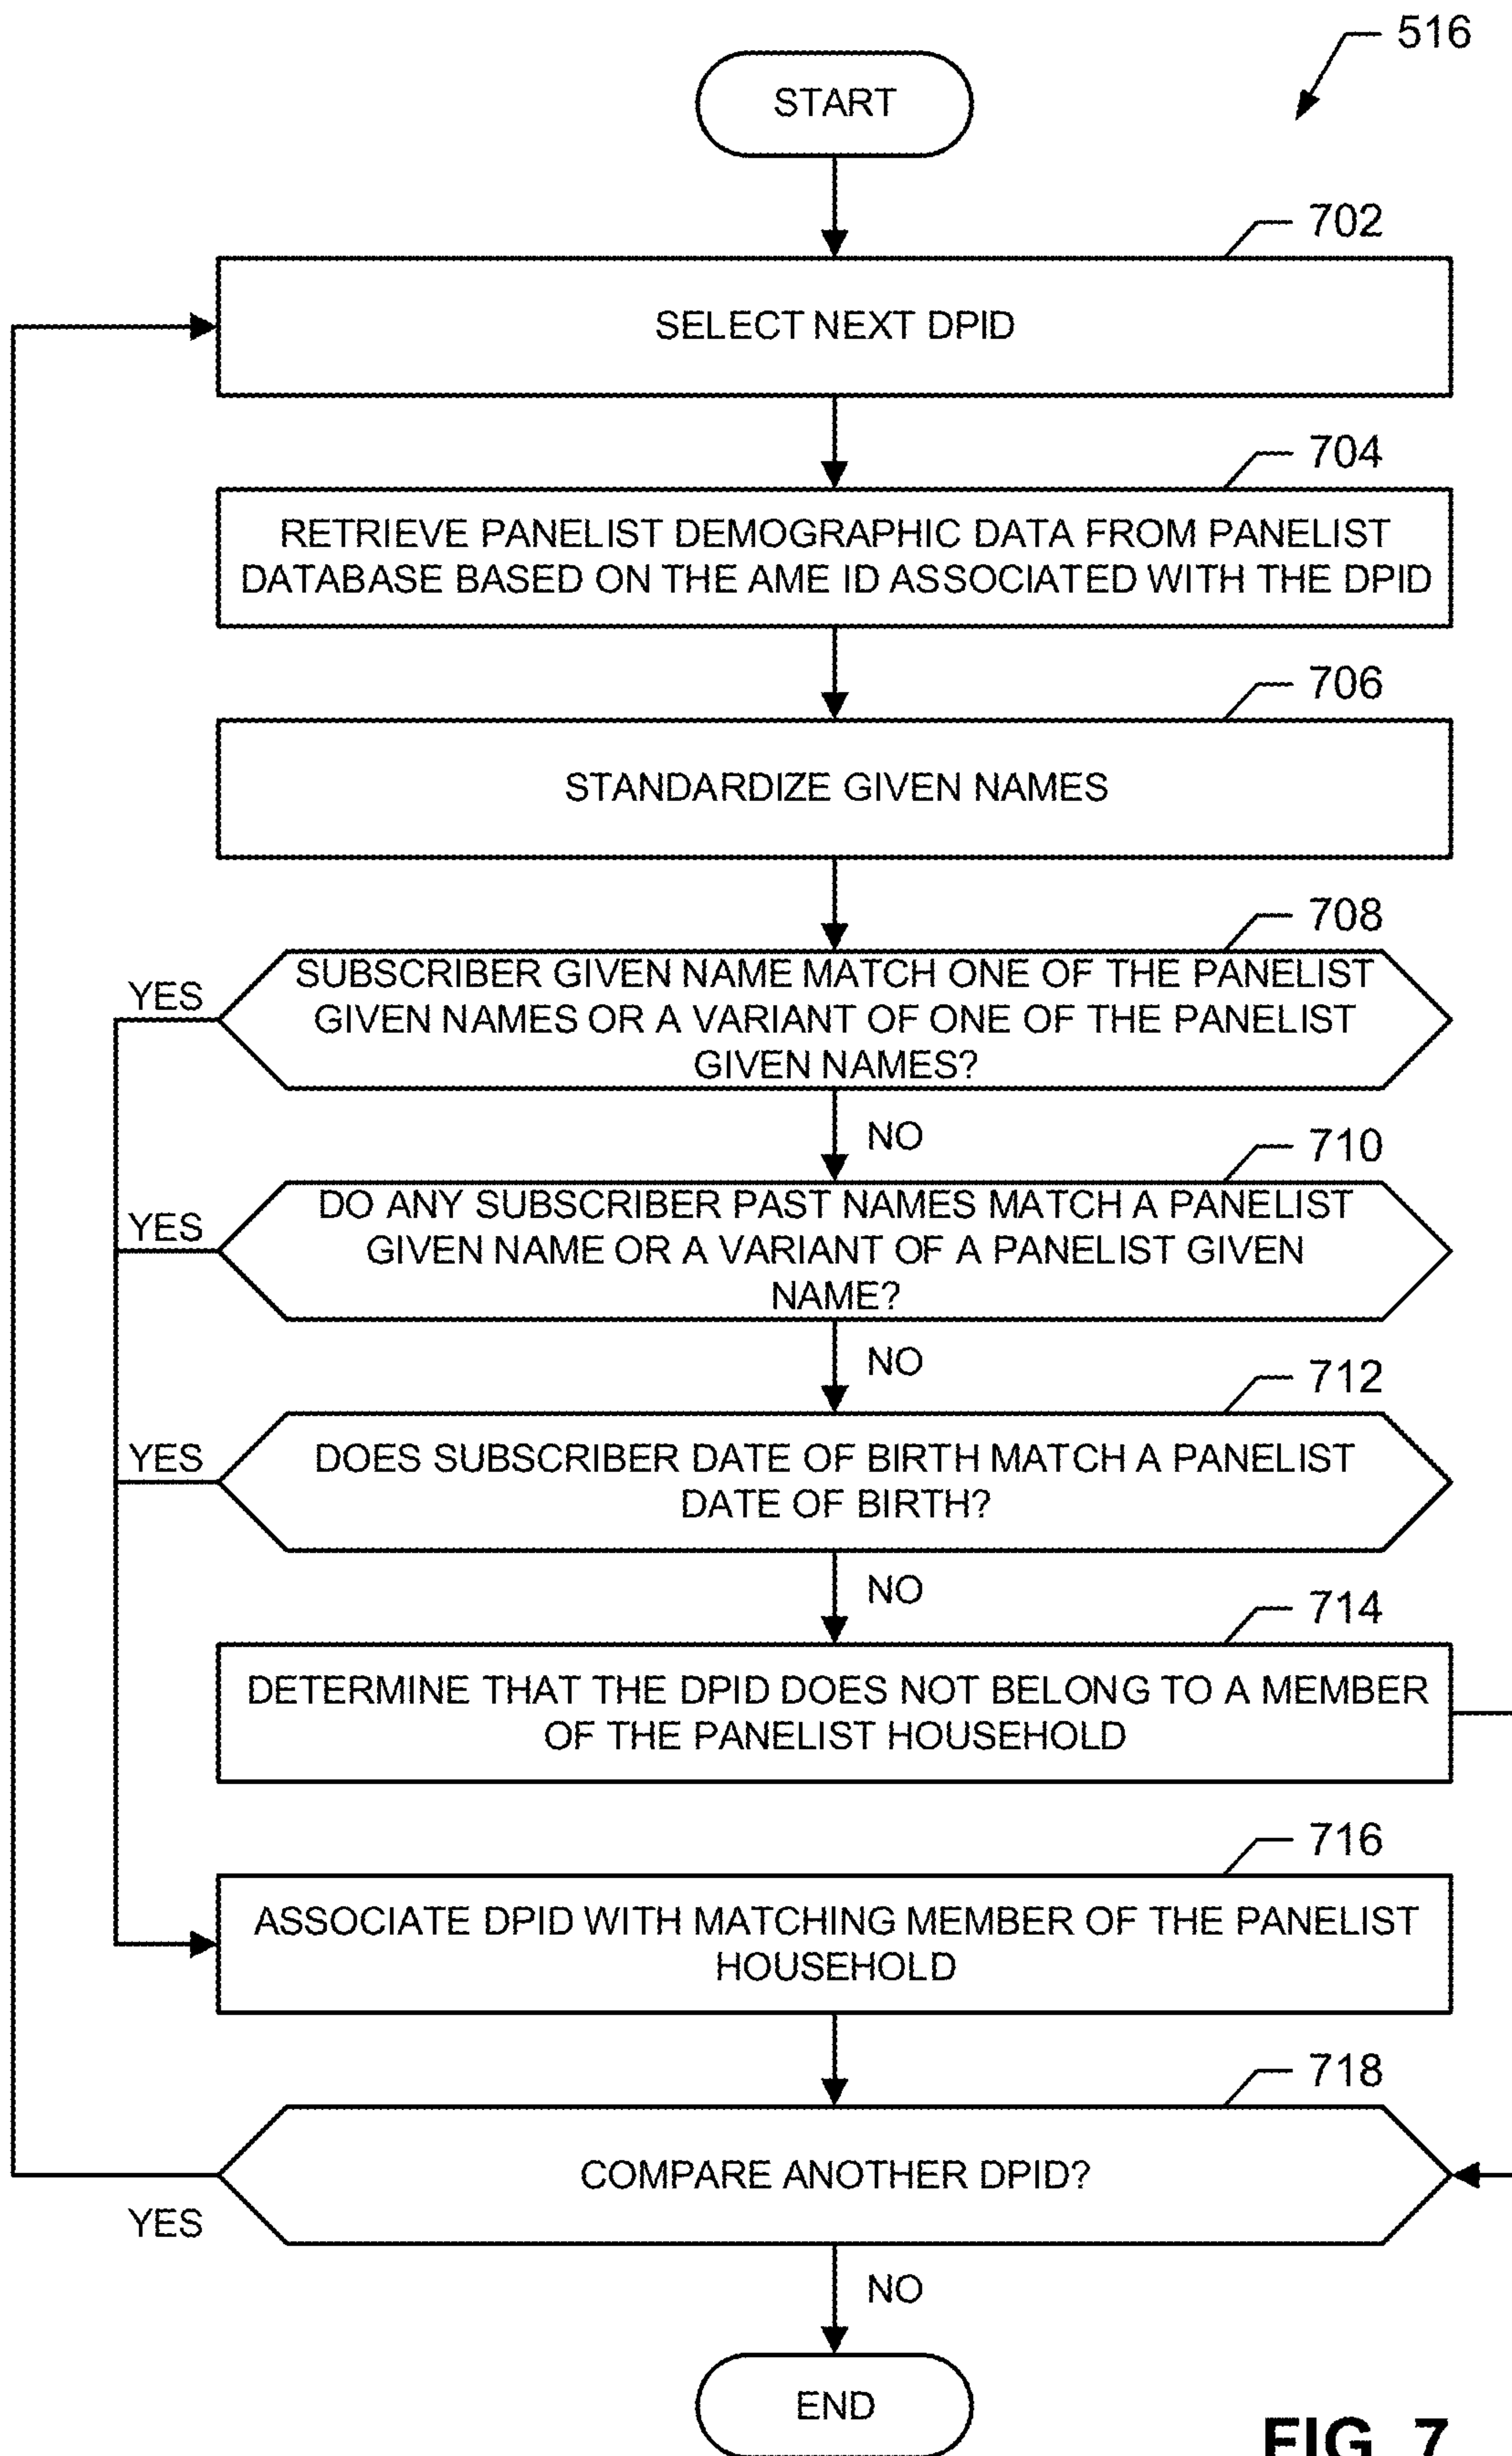 516
START
702
SELECT NEXT DPID
704
RETRIEVE PANELIST DEMOGRAPHIC DATA FROM PANELIST
DATABASE BASED ON THE AME ID ASSOCIATED WITH THE DPID
706
STANDARDIZE GIVEN NAMES
708
YES
SUBSCRIBER GIVEN NAME MATCH ONE OF THE PANELIST
GIVEN NAMES OR A VARIANT OF ONE OF THE PANELIST
GIVEN NAMES?
NO
710
YES
DO ANY SUBSCRIBER PAST NAMES MATCH A PANELIST
GIVEN NAME OR A VARIANT OF A PANELIST GIVEN
NAME?
NO
712
YES
DOES SUBSCRIBER DATE OF BIRTH MATCH A PANELIST
DATE OF BIRTH?
NO
714
DETERMINE THAT THE DPID DOES NOT BELONG TO A MEMBER
OF THE PANELIST HOUSEHOLD
716
ASSOCIATE DPID WITH MATCHING MEMBER OF THE PANELIST
HOUSEHOLD
718
COMPARE ANOTHER DPID?
YES
NO
END
FIG. 7